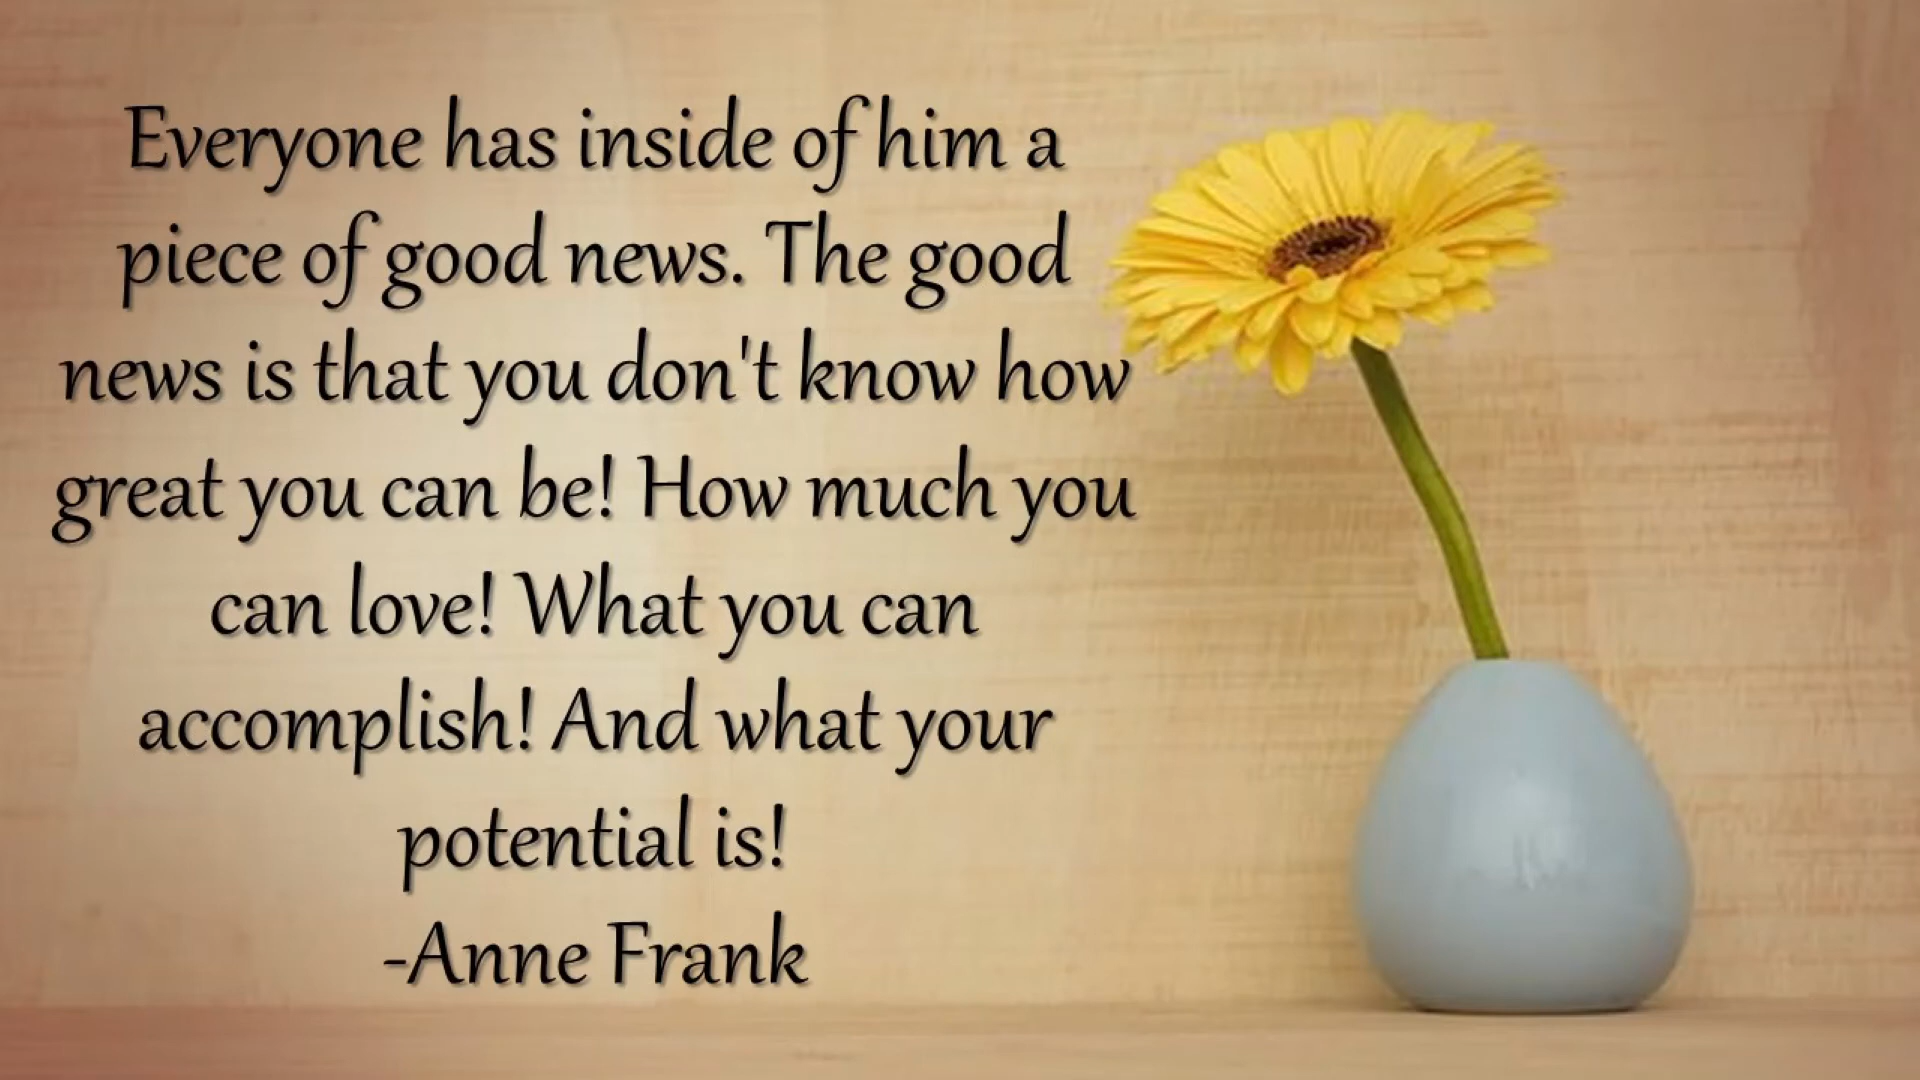 Everyone has inside of him a
piece of good news. The good
news is that you don't know how
great you can be! How much you
can love! What you can
accomplish! And what your
potential is!
-Anne Frank